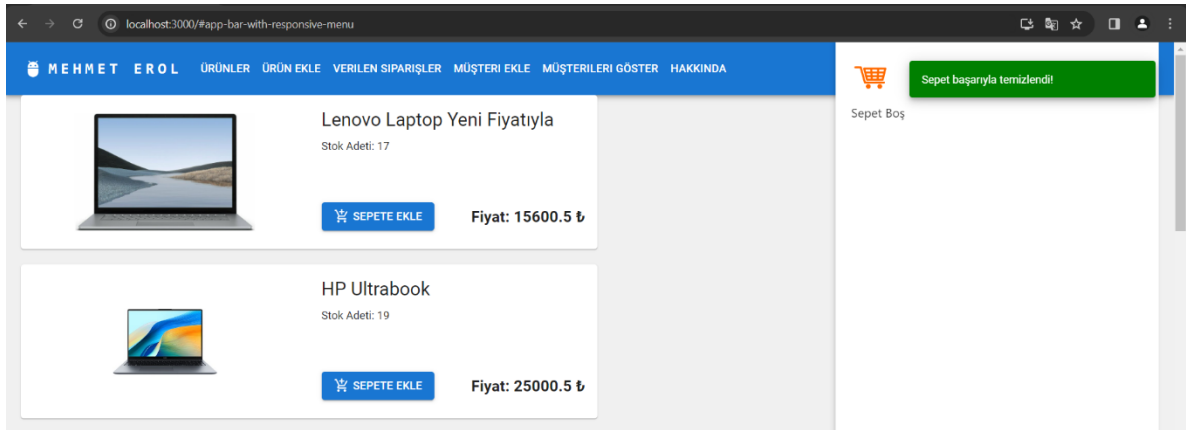 localhost:3000/#app-bar-with-responsive-menu
MEHMET EROL ÜRÜNLER ÜRÜN EKLE VERILEN SIPARIŞLER MÜŞTERI EKLE MÜŞTERILERI GÖSTER HAKKINDA
Sepet başarıyla temizlendi!
Sepet Boş
Lenovo Laptop Yeni Fiyatıyla
Stok Adeti: 17
SEPETE EKLE Fiyat: 15600.5 ₺
HP Ultrabook
Stok Adeti: 19
SEPETE EKLE Fiyat: 25000.5 ₺